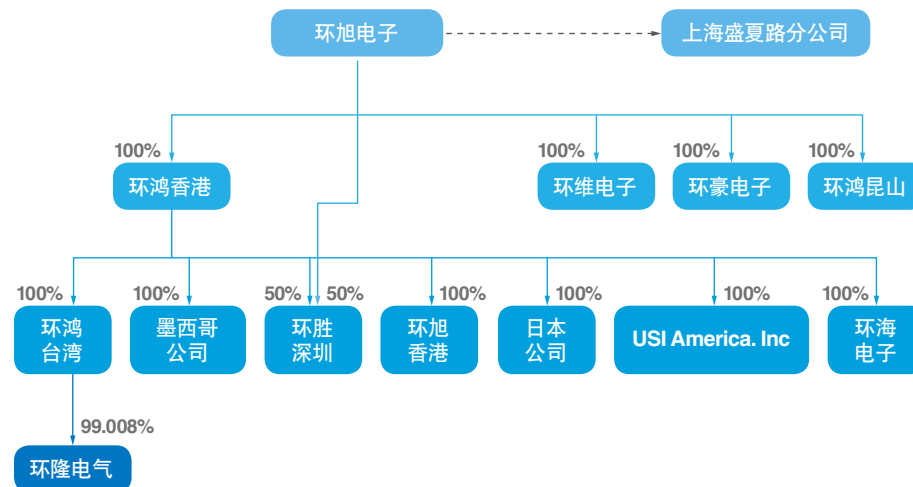 环旭电子
上海盛夏路分公司
100%
环鸿香港
100%
环维电子
100%
环豪电子
100%
环鸿昆山
100%
环鸿
台湾
100%
墨西哥
公司
50%
50%
环胜
深圳
100%
环旭
香港
100%
日本
公司
100%
USI America. Inc
100%
环海
电子
99.008%
环隆电气